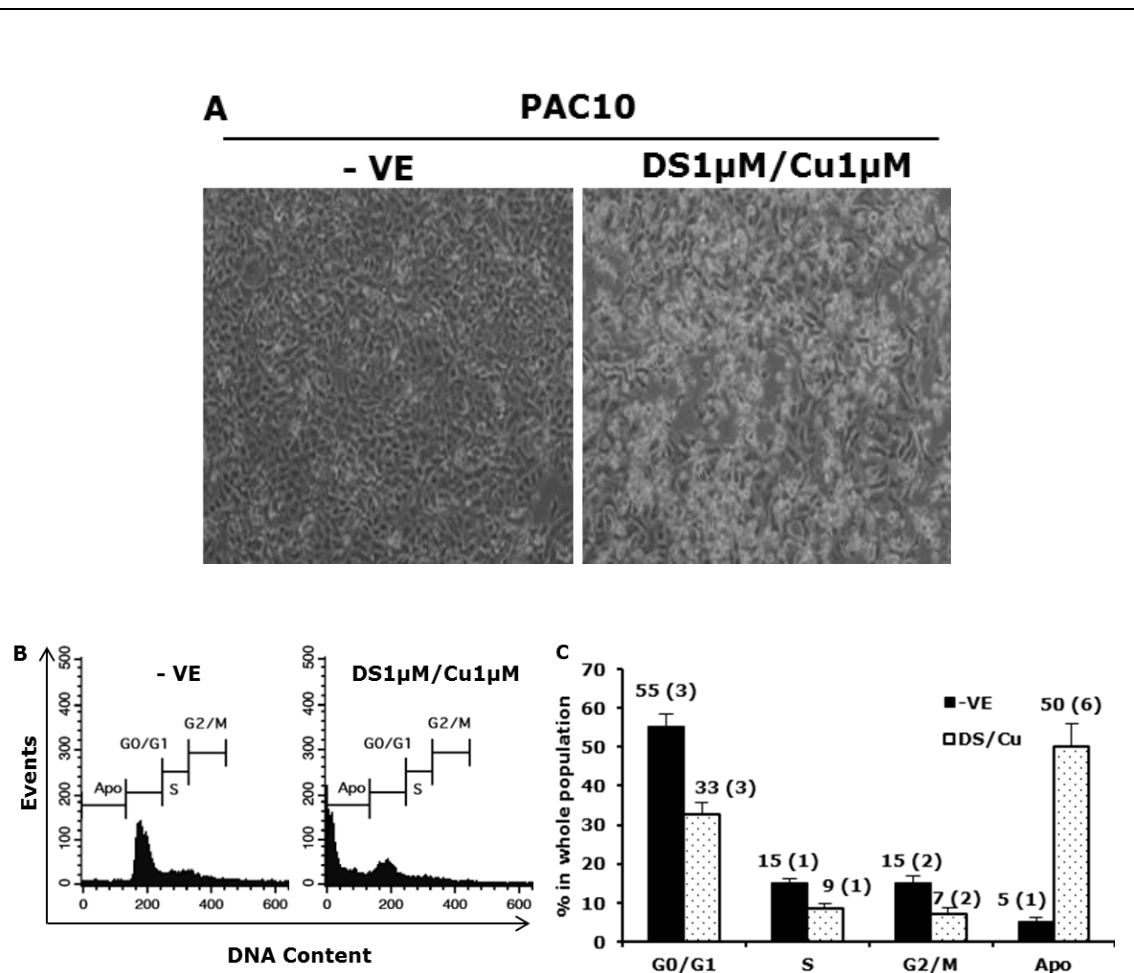 A
PAC10
- VE
DS1µM/Cu1µM
B
Events
500
400
300
200
100
0
- VE
G2/M
G0/G1
Apo
S
0 200 400 600
500
400
300
200
100
0
DS1µM/Cu1µM
G2/M
G0/G1
Apo
S
0 200 400 600
DNA Content
C
% in whole population
70
60
50
40
30
20
10
0
55 (3)
33 (3)
15 (1)
9 (1)
15 (2)
7 (2)
5 (1)
50 (6)
-VE
DS/Cu
G0/G1 S G2/M Apo